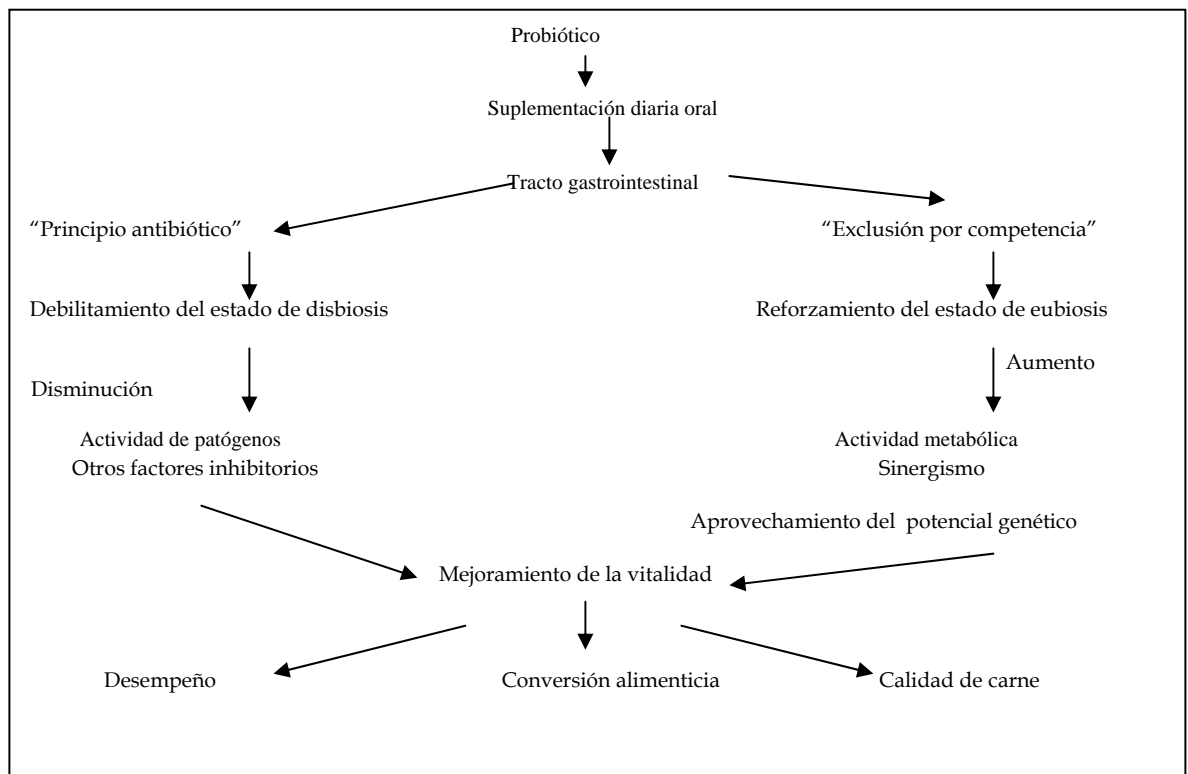 Probiótico
Suplementación diaria oral
Tracto gastrointestinal
“Principio antibiótico”
“Exclusión por competencia”
Debilitamiento del estado de disbiosis
Reforzamiento del estado de eubiosis
Aumento
Disminución
Actividad de patógenos
Actividad metabólica
Otros factores inhibitorios
Sinergismo
Aprovechamiento del potencial genético
Mejoramiento de la vitalidad
Desempeño
Conversión alimenticia
Calidad de carne